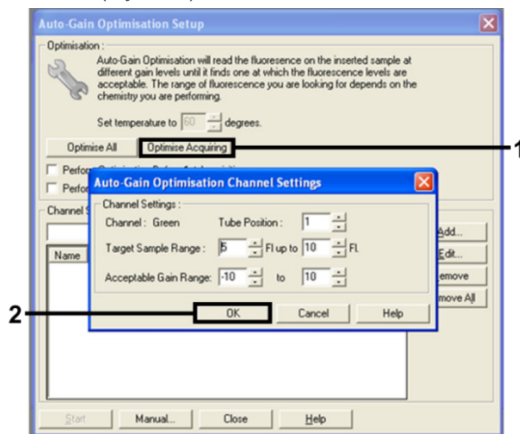 Auto-Gain Optimisation Setup
Optimisation :
Auto-Gain Optimisation will read the fluoresence on the inserted sample at
different gain levels until it finds one at which the fluorescence levels are
acceptable. The range of fluorescence you are looking for depends on the
chemistry you are performing.
Set temperature to 60 degrees.
Optimise All Optimise Acquiring
1
Auto-Gain Optimisation Channel Settings
Channel Settings :
Channel : Green Tube Position : 1
Target Sample Range : 5 Fl up to 10 Fl.
Acceptable Gain Range: -10 to 10
OK Cancel Help
2
Channel
Name
Add...
Edit...
Start Manual... Close Help